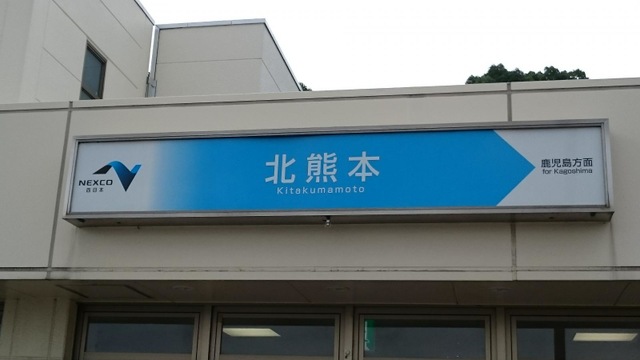 NEXCO
西日本
北熊本
Kitakumamoto
鹿児島方面
for Kagoshima